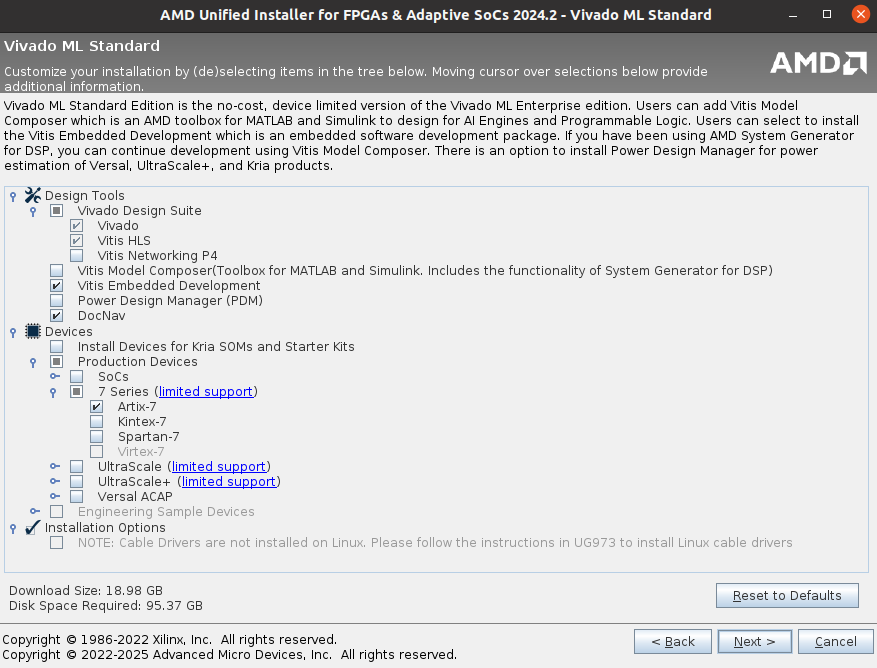 AMD Unified Installer for FPGAs & Adaptive SoCs 2024.2 - Vivado ML Standard
Vivado ML Standard
Customize your installation by (de)selecting items in the tree below. Moving cursor over selections below provide
additional information.
AMD
Vivado ML Standard Edition is the no-cost, device limited version of the Vivado ML Enterprise edition. Users can add Vitis Model
Composer which is an AMD toolbox for MATLAB and Simulink to design for AI Engines and Programmable Logic. Users can select to install
the Vitis Embedded Development which is an embedded software development package. If you have been using AMD System Generator
for DSP, you can continue development using Vitis Model Composer. There is an option to install Power Design Manager for power
estimation of Versal, UltraScale+, and Kria products.
Design Tools
Vivado Design Suite
Vivado
Vitis HLS
Vitis Networking P4
Vitis Model Composer(Toolbox for MATLAB and Simulink. Includes the functionality of System Generator for DSP)
Vitis Embedded Development
Power Design Manager (PDM)
DocNav
Devices
Install Devices for Kria SOMs and Starter Kits
Production Devices
SoCs
7 Series (limited support)
Artix-7
Kintex-7
Spartan-7
Virtex-7
UltraScale (limited support)
UltraScale+ (limited support)
Versal ACAP
Engineering Sample Devices
Installation Options
NOTE: Cable Drivers are not installed on Linux. Please follow the instructions in UG973 to install Linux cable drivers
Download Size: 18.98 GB
Disk Space Required: 95.37 GB
Reset to Defaults
Copyright © 1986-2022 Xilinx, Inc.  All rights reserved.
Copyright © 2022-2025 Advanced Micro Devices, Inc.  All rights reserved.
< Back
Next >
Cancel